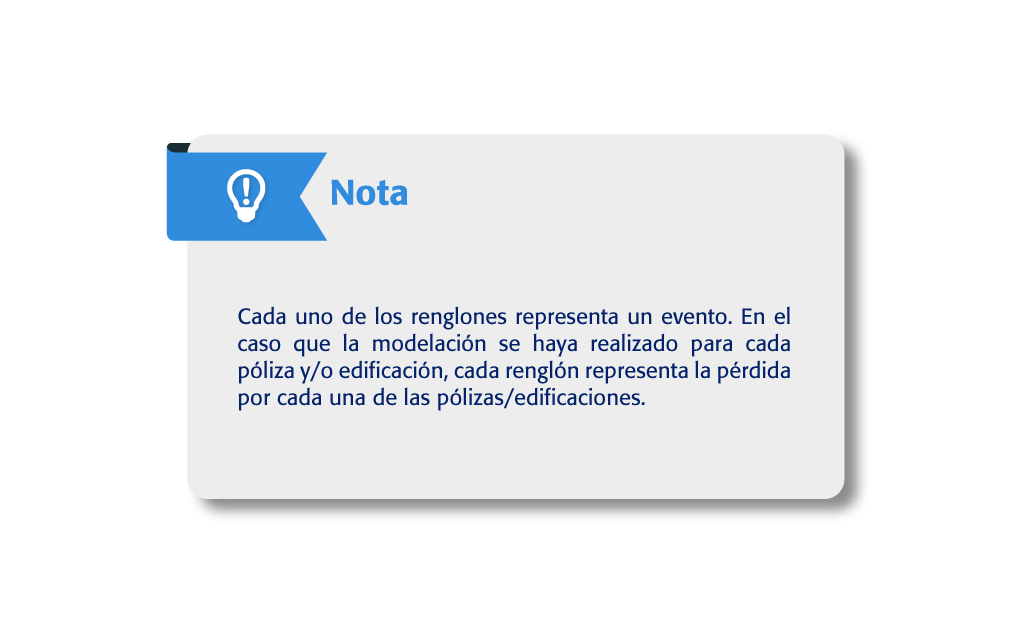 Nota
Cada uno de los renglones representa un evento. En el
caso que la modelación se haya realizado para cada
póliza y/o edificación, cada renglón representa la pérdida
por cada una de las pólizas/edificaciones.